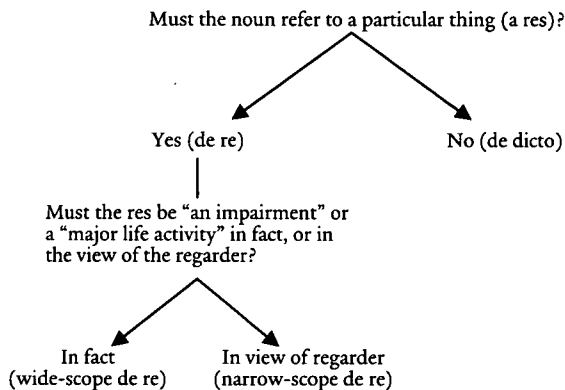 Must the noun refer to a particular thing (a res)?
Yes (de re)
No (de dicto)
Must the res be “an impairment” or
a “major life activity” in fact, or in
the view of the regarder?
In fact
(wide-scope de re)
In view of regarder
(narrow-scope de re)